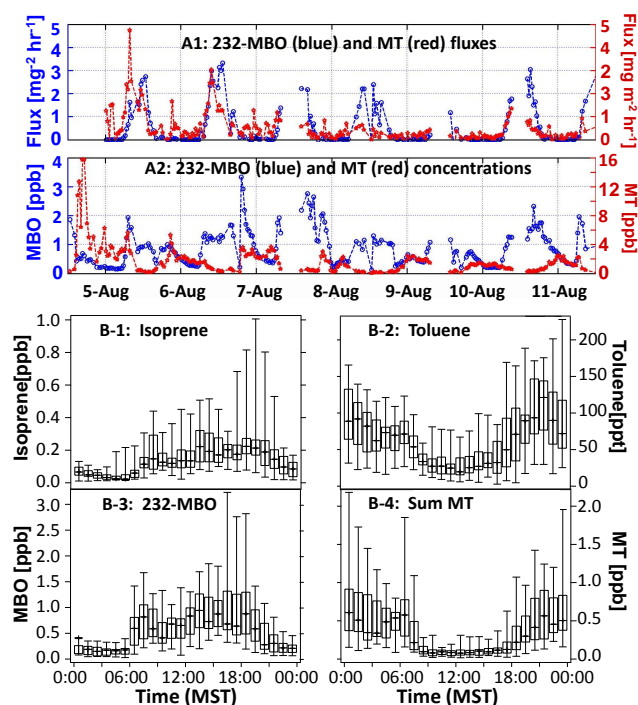 A1: 232-MBO (blue) and MT (red) fluxes
Flux [mg⁻² hr⁻¹]
5
4
3
2
1
0
Flux [mg m² hr⁻¹]
5
4
3
2
1
0
A2: 232-MBO (blue) and MT (red) concentrations
MBO [ppb]
4
3
2
1
0
MT [ppb]
16
12
8
4
0
5-Aug 6-Aug 7-Aug 8-Aug 9-Aug 10-Aug 11-Aug
B-1: Isoprene
Isoprene[ppb]
1.0
0.8
0.6
0.4
0.2
0.0
B-2: Toluene
Toluene[ppt]
200
150
100
50
0
B-3: 232-MBO
MBO [ppb]
3.0
2.5
2.0
1.5
1.0
0.5
0.0
B-4: Sum MT
MT [ppb]
2.0
1.5
1.0
0.5
0.0
0:00 6:00 12:00 18:00 00:00
Time (MST)
0:00 6:00 12:00 18:00 00:00
Time (MST)